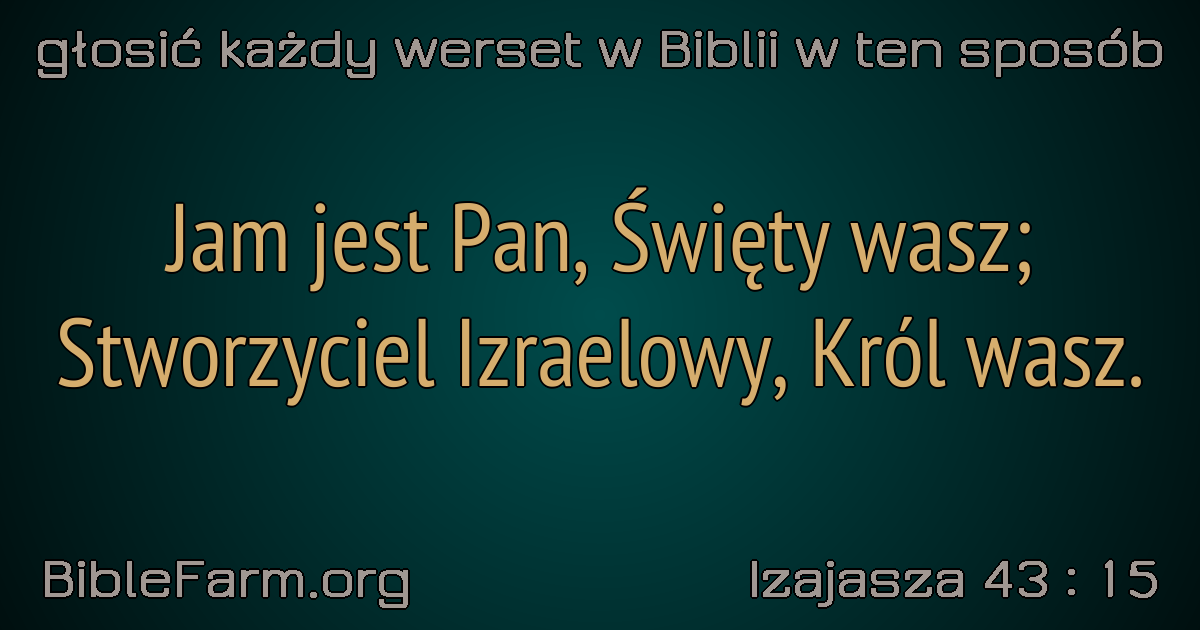 głosić każdy werset w Biblii w ten sposób
Jam jest Pan, Święty wasz;
Stworzyciel Izraelowy, Król wasz.
BibleFarm.org
Izajasza 43 : 15